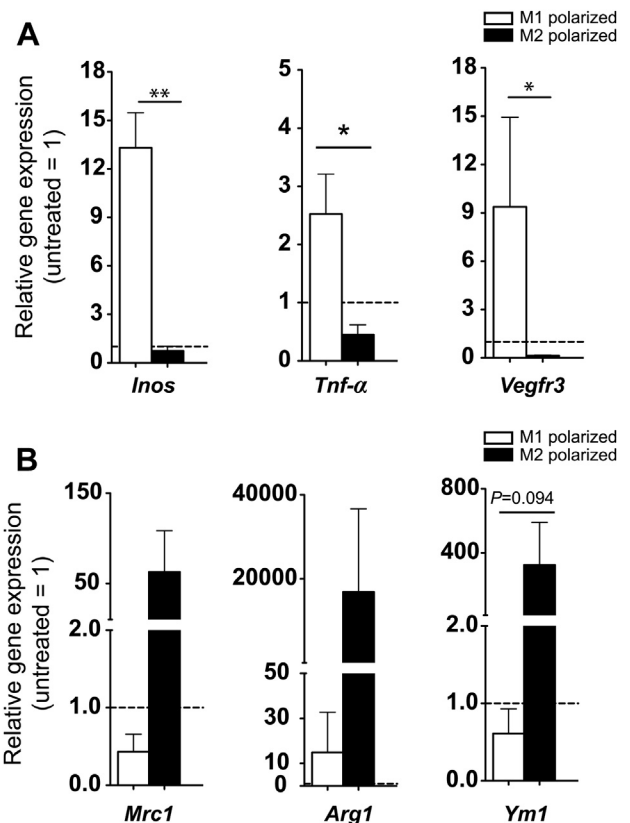 A
M1 polarized
M2 polarized
Relative gene expression
(untreated = 1)
18
15
12
9
6
3
0
**
Inos
5
4
3
2
1
0
*
Tnf-α
18
15
12
9
6
3
0
*
Vegfr3
B
M1 polarized
M2 polarized
Relative gene expression
(untreated = 1)
150
50
2.0
1.0
0.0
Mrc1
40000
20000
50
30
10
0
Arg1
800
400
2.0
1.0
0.0
P=0.094
Ym1